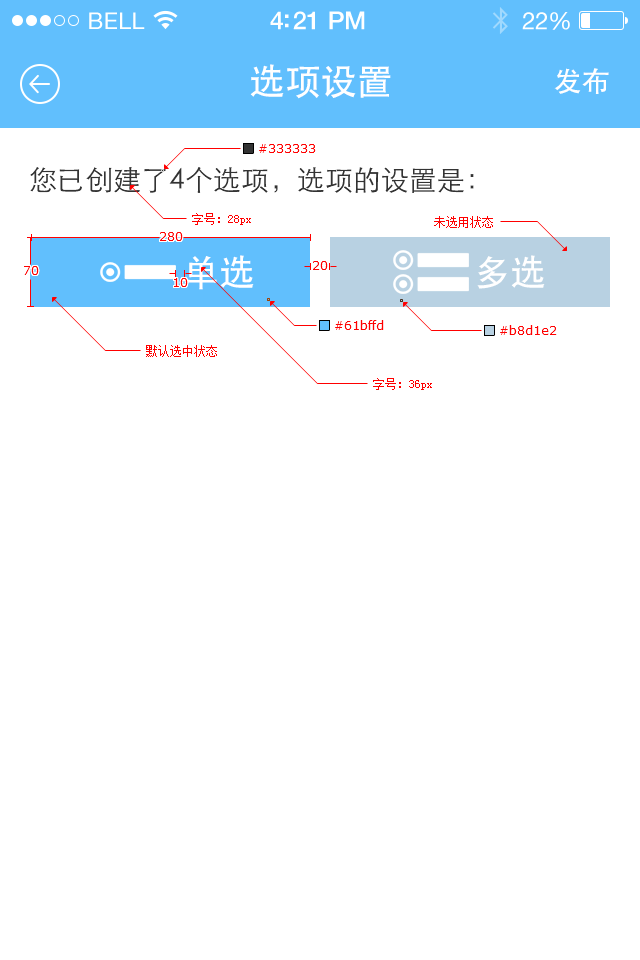 BELL 4:21 PM 22%
选项设置 发布
#333333
您已创建了4个选项，选项的设置是：
字号：28px
未选用状态
280
70
单选
20
多选
10
#61bffd
#b8d1e2
默认选中状态
字号：36px